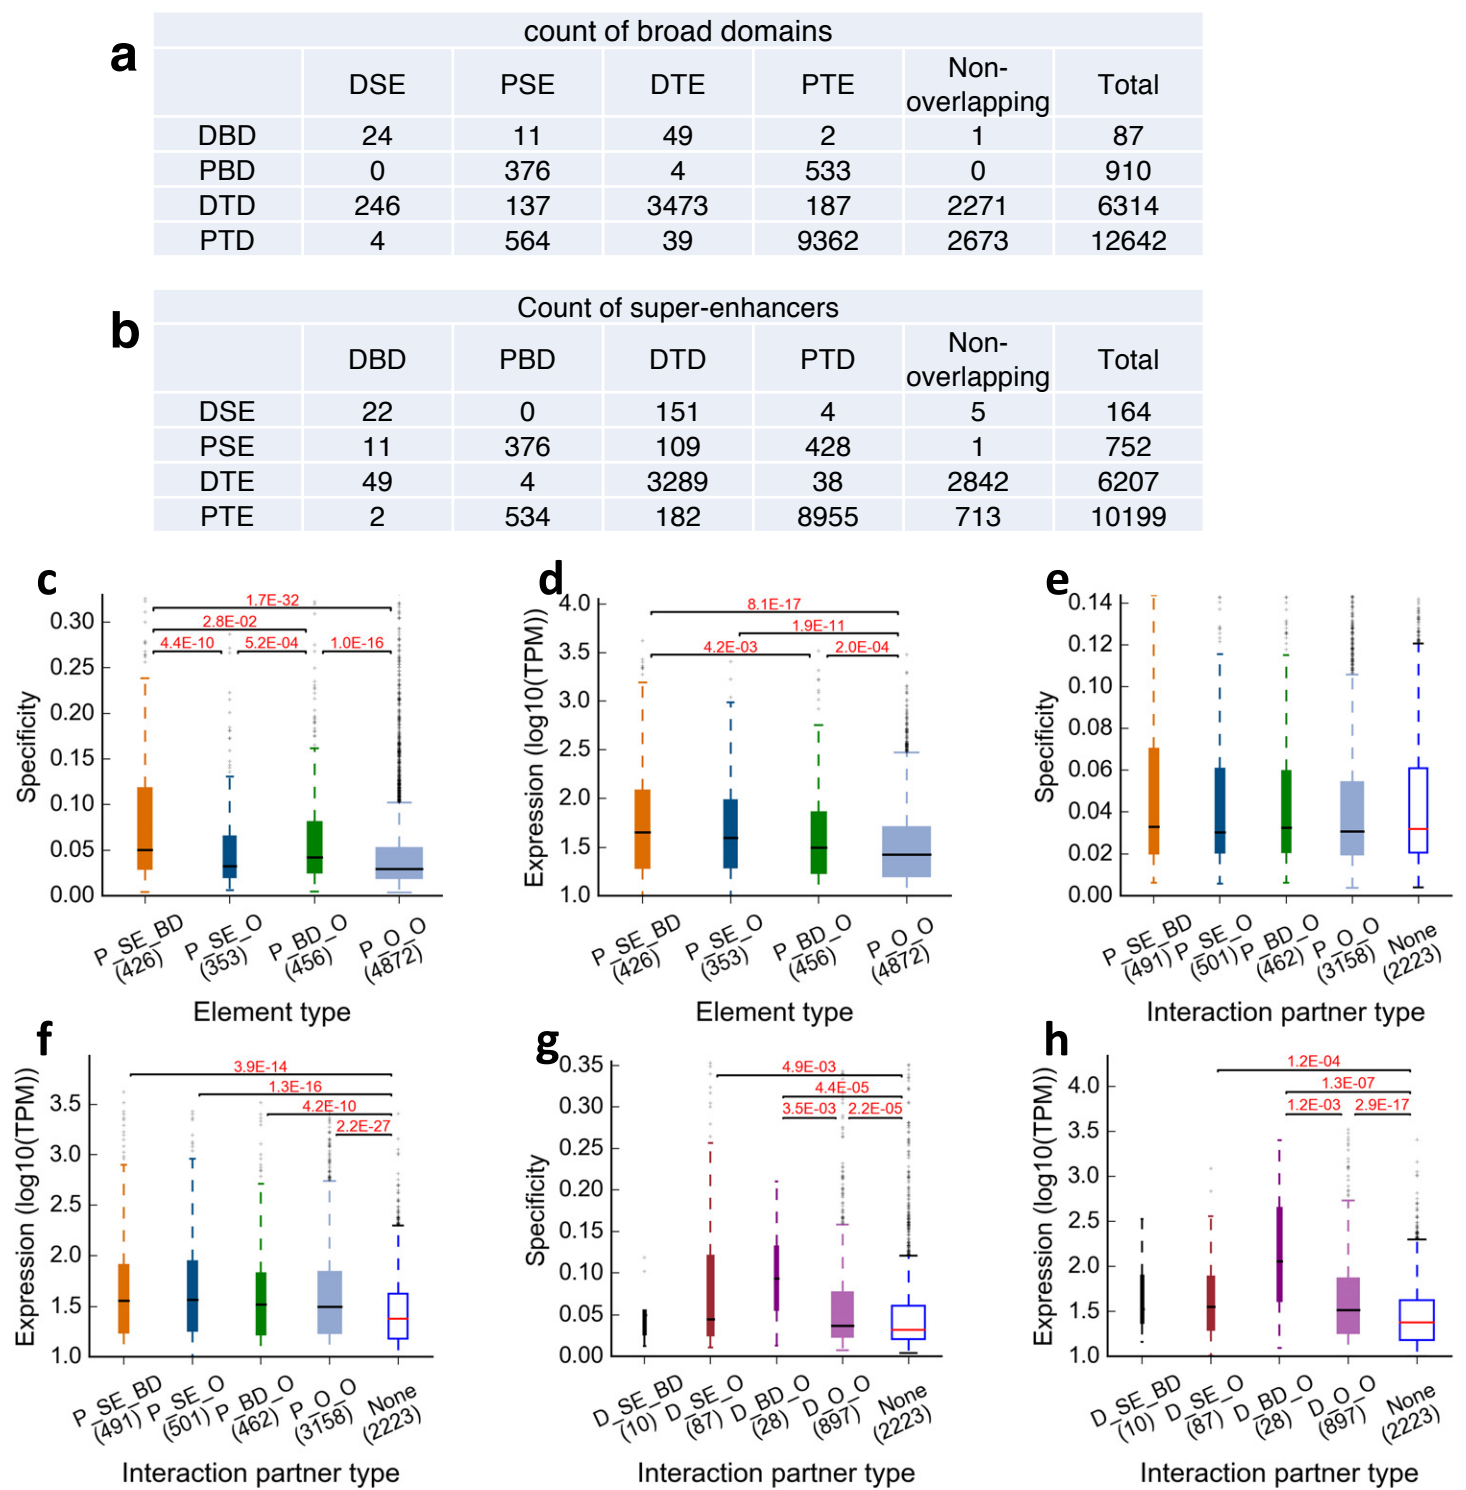 a
count of broad domains
DSE PSE DTE PTE Non-overlapping Total
DBD 24 11 49 2 1 87
PBD 0 376 4 533 0 910
DTD 246 137 3473 187 2271 6314
PTD 4 564 39 9362 2673 12642
b
Count of super-enhancers
DBD PBD DTD PTD Non-overlapping Total
DSE 22 0 151 4 5 164
PSE 11 376 109 428 1 752
DTE 49 4 3289 38 2842 6207
PTE 2 534 182 8955 713 10199
c
Specificity
0.30
0.25
0.20
0.15
0.10
0.05
0.00
1.7E-32
2.8E-02
4.4E-10 5.2E-04 1.0E-16
P_SE_BD (426)
P_SE_O (353)
P_BD_O (456)
P_O_O (4872)
Element type
d
Expression (log10(TPM))
4.0
3.5
3.0
2.5
2.0
1.5
1.0
8.1E-17
1.9E-11
4.2E-03 2.0E-04
P_SE_BD (426)
P_SE_O (353)
P_BD_O (456)
P_O_O (4872)
Element type
e
Specificity
0.14
0.12
0.10
0.08
0.06
0.04
0.02
0.00
P_SE_BD (491)
P_SE_O (501)
P_BD_O (462)
P_O_O (3158)
None (2223)
Interaction partner type
f
Expression (log10(TPM))
3.5
3.0
2.5
2.0
1.5
1.0
3.9E-14
1.3E-16
4.2E-10
2.2E-27
P_SE_BD (491)
P_SE_O (501)
P_BD_O (462)
P_O_O (3158)
None (2223)
Interaction partner type
g
Specificity
0.35
0.30
0.25
0.20
0.15
0.10
0.05
0.00
4.9E-03
4.4E-05
3.5E-03 2.2E-05
D_SE_BD (10)
D_SE_O (87)
D_BD_O (28)
D_O_O (897)
None (2223)
Interaction partner type
h
Expression (log10(TPM))
4.0
3.5
3.0
2.5
2.0
1.5
1.0
1.2E-04
1.3E-07
1.2E-03 2.9E-17
D_SE_BD (10)
D_SE_O (87)
D_BD_O (28)
D_O_O (897)
None (2223)
Interaction partner type